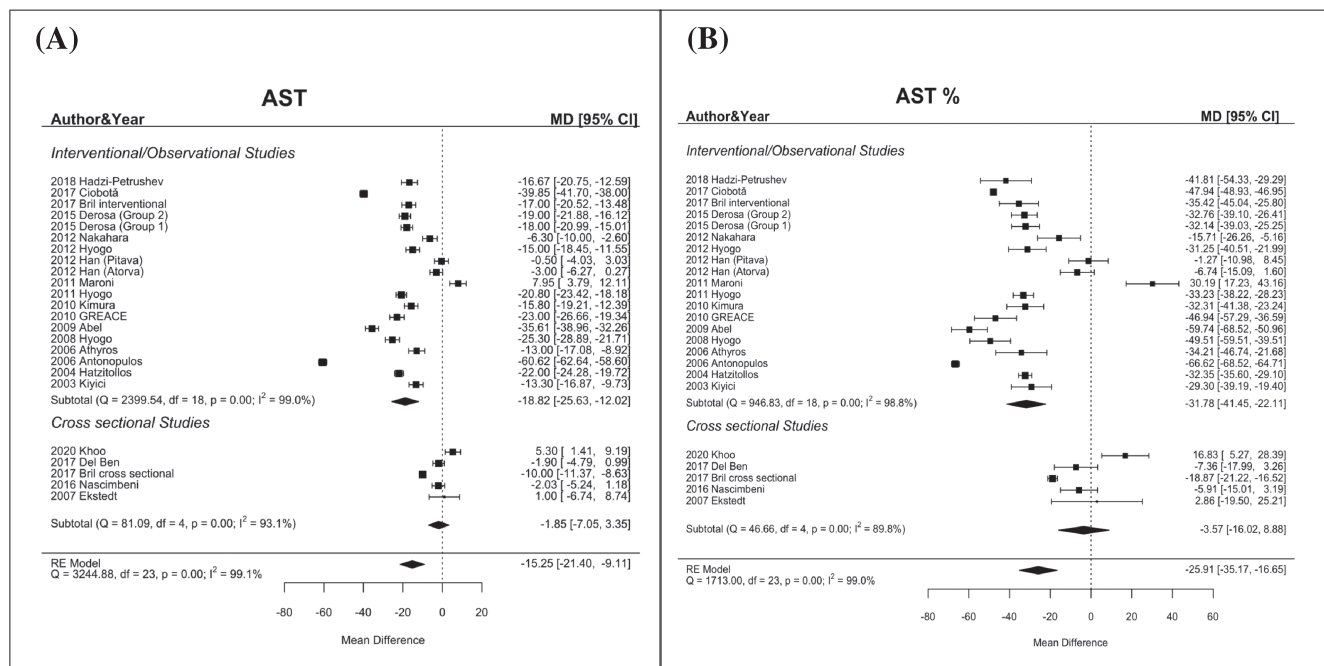 (A)
AST
Author&Year MD [95% CI]
Interventional/Observational Studies
2018 Hadzi-Petrushev -16.67 [-20.75, -12.59]
2017 Ciobotă -39.85 [-41.70, -38.00]
2017 Bril interventional -17.00 [-20.52, -13.48]
2015 Derosa (Group 2) -19.00 [-21.88, -16.12]
2015 Derosa (Group 1) -18.00 [-20.99, -15.01]
2012 Nakahara -6.30 [-10.00, -2.60]
2012 Hyogo -15.00 [-18.45, -11.55]
2012 Han (Pitava) -0.50 [-4.03, 3.03]
2012 Han (Atorva) -3.00 [-6.27, 0.27]
2011 Maroni 7.95 [ 3.79, 12.11]
2011 Hyogo -20.80 [-23.42, -18.18]
2010 Kimura -15.80 [-19.21, -12.39]
2010 GREACE -23.00 [-26.66, -19.34]
2009 Abel -35.61 [-38.96, -32.26]
2008 Hyogo -25.30 [-28.89, -21.71]
2006 Athyros -13.00 [-17.08, -8.92]
2006 Antonopulos -60.62 [-62.64, -58.60]
2004 Hatzitollos -22.00 [-24.28, -19.72]
2003 Kiyici -13.30 [-16.87, -9.73]
Subtotal (Q = 2399.54, df = 18, p = 0.00; I² = 99.0%) -18.82 [-25.63, -12.02]
Cross sectional Studies
2020 Khoo 5.30 [ 1.41, 9.19]
2017 Del Ben -1.90 [-4.79, 0.99]
2017 Bril cross sectional -10.00 [-11.37, -8.63]
2016 Nascimbeni -2.03 [-5.24, 1.18]
2007 Ekstedt 1.00 [-6.74, 8.74]
Subtotal (Q = 81.09, df = 4, p = 0.00; I² = 93.1%) -1.85 [-7.05, 3.35]
RE Model -15.25 [-21.40, -9.11]
Q = 3244.88, df = 23, p = 0.00; I² = 99.1%
-80 -60 -40 -20 0 20
Mean Difference
(B)
AST %
Author&Year MD [95% CI]
Interventional/Observational Studies
2018 Hadzi-Petrushev -41.81 [-54.33, -29.29]
2017 Ciobotă -47.94 [-48.93, -46.95]
2017 Bril interventional -35.42 [-45.04, -25.80]
2015 Derosa (Group 2) -32.76 [-39.10, -26.41]
2015 Derosa (Group 1) -32.14 [-39.03, -25.25]
2012 Nakahara -15.71 [-26.26, -5.16]
2012 Hyogo -31.25 [-40.51, -21.99]
2012 Han (Pitava) -1.27 [-10.98, 8.45]
2012 Han (Atorva) -6.74 [-15.09, 1.60]
2011 Maroni 30.19 [ 17.23, 43.16]
2011 Hyogo -33.23 [-38.22, -28.23]
2010 Kimura -32.31 [-41.38, -23.24]
2010 GREACE -46.94 [-57.29, -36.59]
2009 Abel -59.74 [-68.52, -50.96]
2008 Hyogo -49.51 [-59.51, -39.51]
2006 Athyros -34.21 [-46.74, -21.68]
2006 Antonopulos -66.62 [-68.52, -64.71]
2004 Hatzitollos -32.35 [-35.60, -29.10]
2003 Kiyici -29.30 [-39.19, -19.40]
Subtotal (Q = 946.83, df = 18, p = 0.00; I² = 98.8%) -31.78 [-41.45, -22.11]
Cross sectional Studies
2020 Khoo 16.83 [ 5.27, 28.39]
2017 Del Ben -7.36 [-17.99, 3.26]
2017 Bril cross sectional -18.87 [-21.22, -16.52]
2016 Nascimbeni -5.91 [-15.01, 3.19]
2007 Ekstedt 2.86 [-19.50, 25.21]
Subtotal (Q = 46.66, df = 4, p = 0.00; I² = 89.8%) -3.57 [-16.02, 8.88]
RE Model -25.91 [-35.17, -16.65]
Q = 1713.00, df = 23, p = 0.00; I² = 99.0%
-80 -60 -40 -20 0 20 40 60
Mean Difference